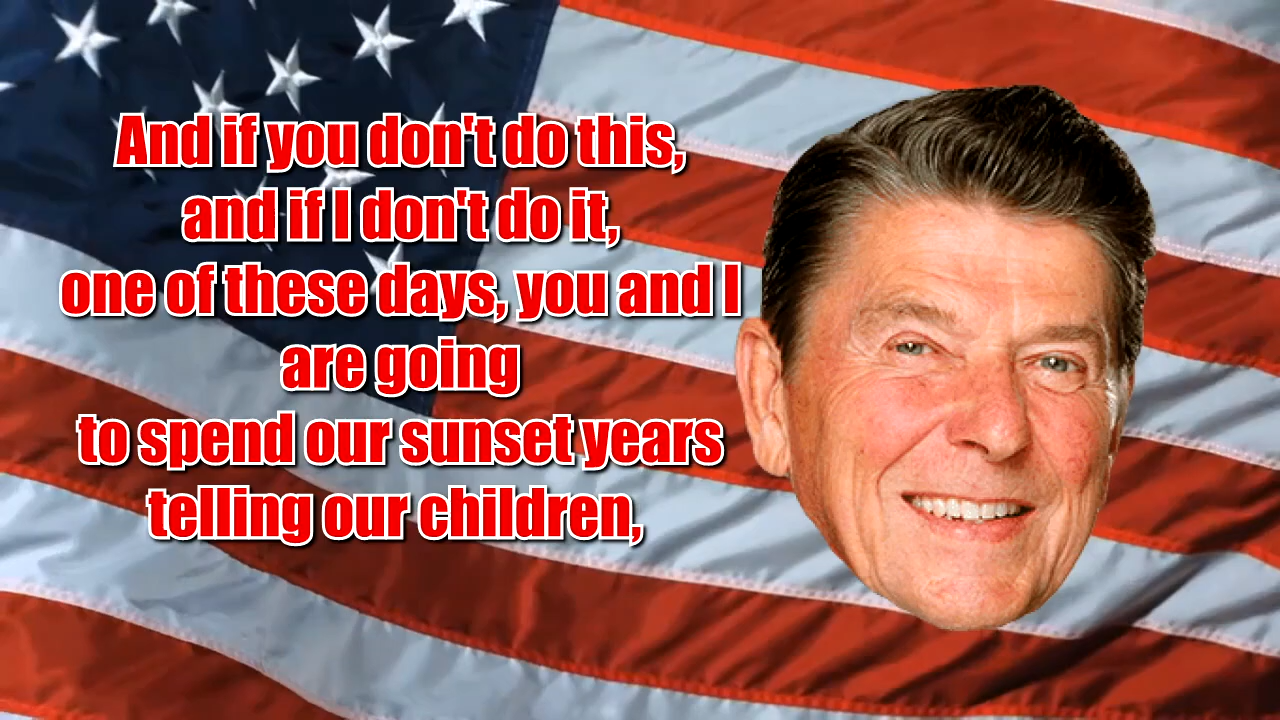 And if you don't do this,
and if I don't do it,
one of these days, you and I
are going
to spend our sunset years
telling our children,